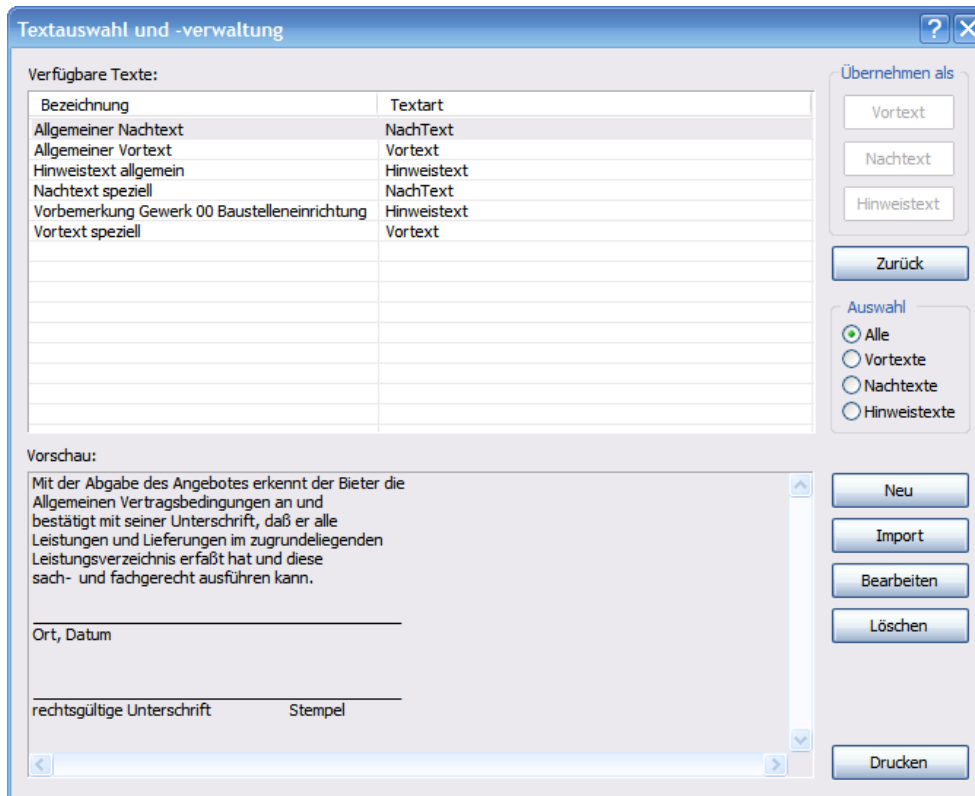 Textauswahl und -verwaltung
Verfügbare Texte:
Bezeichnung Textart
Allgemeiner Nachtext NachText
Allgemeiner Vortext Vortext
Hinweistext allgemein Hinweistext
Nachtext speziell NachText
Vorbemerkung Gewerk 00 Baustelleneinrichtung Hinweistext
Vortext speziell Vortext
Übernehmen als
Vortext
Nachtext
Hinweistext
Zurück
Auswahl
Alle
Vortexte
Nachtexte
Hinweistexte
Vorschau:
Mit der Abgabe des Angebotes erkennt der Bieter die
Allgemeinen Vertragsbedingungen an und
bestätigt mit seiner Unterschrift, daß er alle
Leistungen und Lieferungen im zugrundeliegenden
Leistungsverzeichnis erfaßt hat und diese
sach- und fachgerecht ausführen kann.
Ort, Datum
rechtsgültige Unterschrift Stempel
Neu
Import
Bearbeiten
Löschen
Drucken